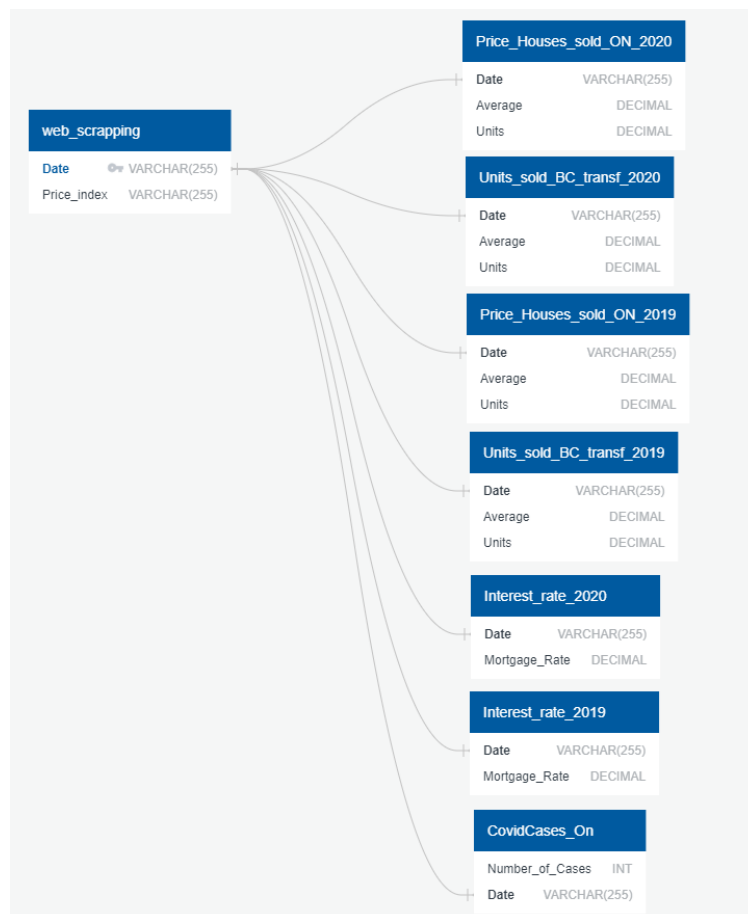 web_scrapping
Date VARCHAR(255)
Price_index VARCHAR(255)
Price_Houses_sold_ON_2020
Date VARCHAR(255)
Average DECIMAL
Units DECIMAL
Units_sold_BC_transf_2020
Date VARCHAR(255)
Average DECIMAL
Units DECIMAL
Price_Houses_sold_ON_2019
Date VARCHAR(255)
Average DECIMAL
Units DECIMAL
Units_sold_BC_transf_2019
Date VARCHAR(255)
Average DECIMAL
Units DECIMAL
Interest_rate_2020
Date VARCHAR(255)
Mortgage_Rate DECIMAL
Interest_rate_2019
Date VARCHAR(255)
Mortgage_Rate DECIMAL
CovidCases_On
Number_of_Cases INT
Date VARCHAR(255)